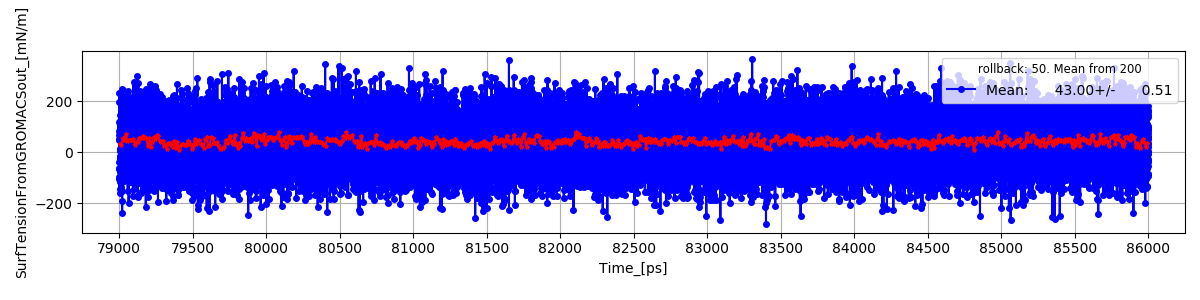 SurfTensionFromGROMACSout_[mN/m]
200
0
−200
rollback: 50. Mean from 200
Mean: 43.00+/- 0.51
79000 79500 80000 80500 81000 81500 82000 82500 83000 83500 84000 84500 85000 85500 86000
Time_[ps]